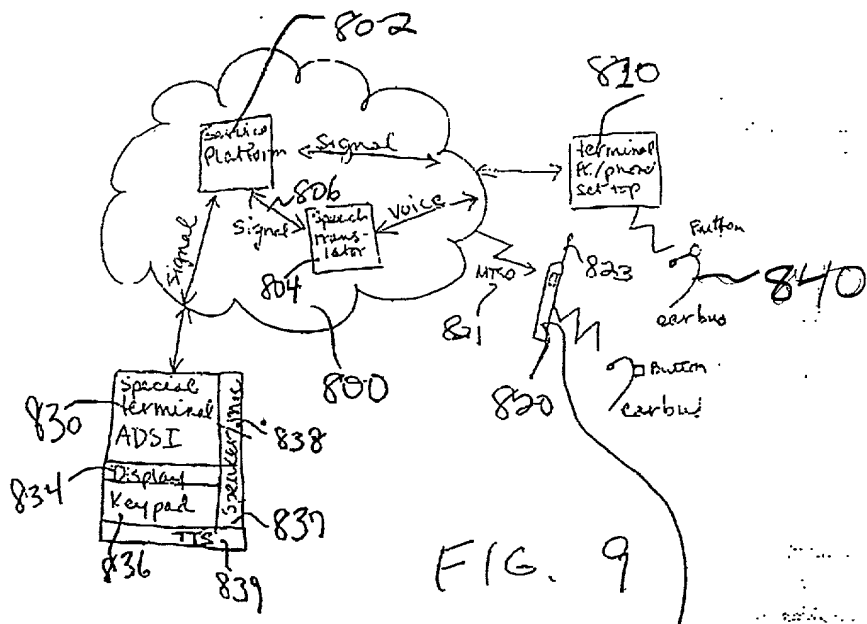 802
Service
Platform
Signal
806
Signal
Speech
trans-
lator
Voice
804
Signal
800
810
terminal
PC/phone
set top
Button
840
earbud
MTSO
821
823
820
Button
earbud
Special
terminal
ADSI
830
Display
834
Keypad
836
Speaker/mic
838
837
TTS
839
FIG. 9